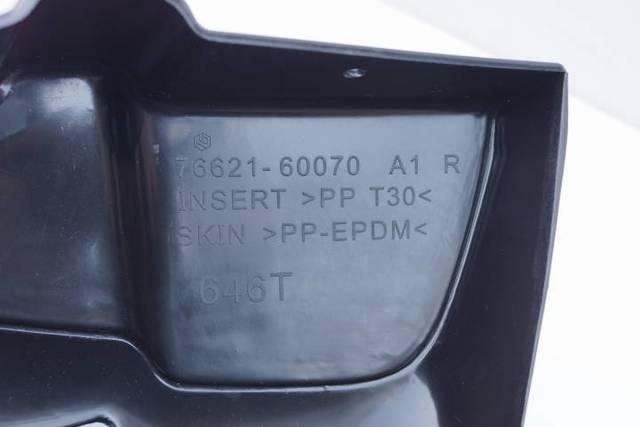 76621-60070 A1 R
INSERT >PP T30<
SKIN >PP-EPDM<
646T